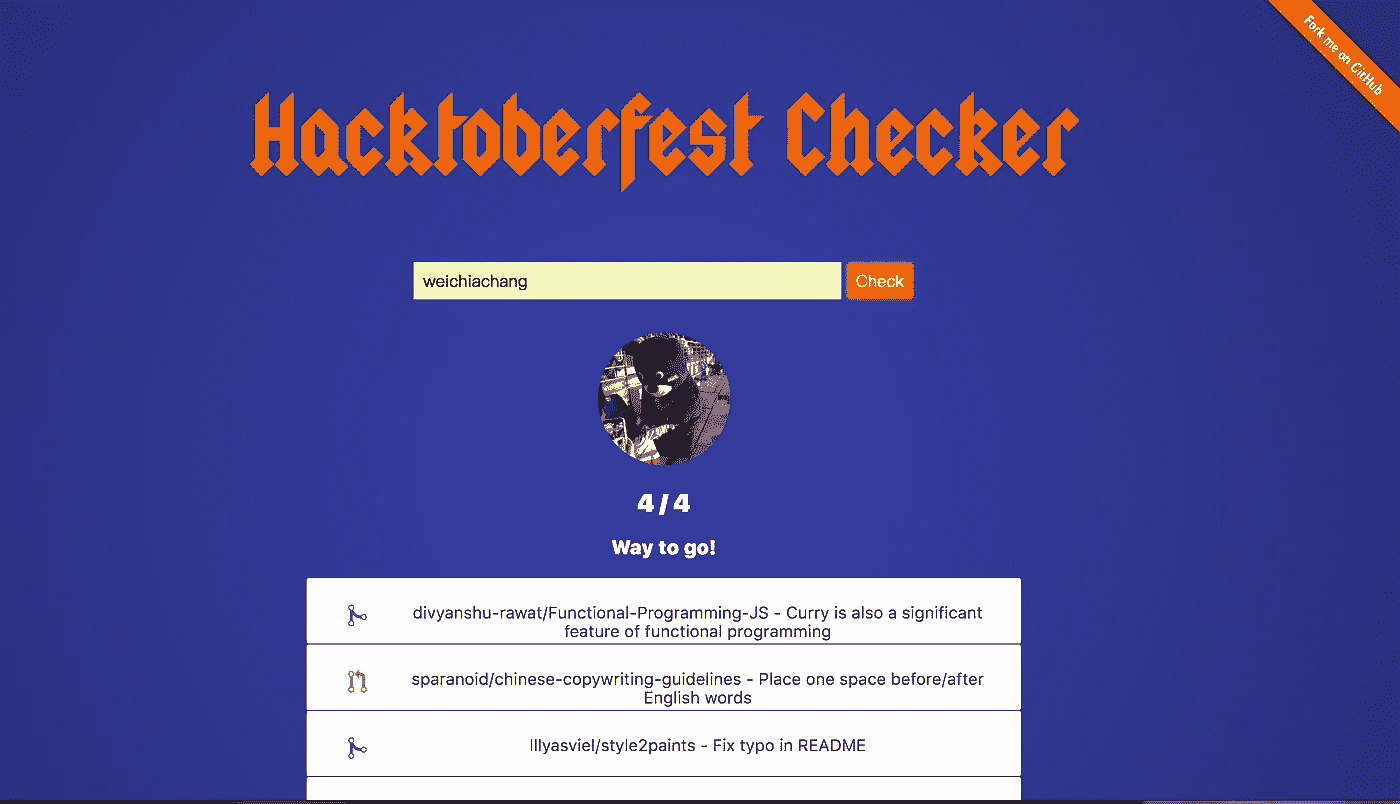 Fork me on GitHub
Hacktoberfest Checker
weichiachang
Check
4 / 4
Way to go!
divyanshu-rawat/Functional-Programming-JS - Curry is also a significant
feature of functional programming
sparanoid/chinese-copywriting-guidelines - Place one space before/after
English words
lllyasviel/style2paints - Fix typo in README